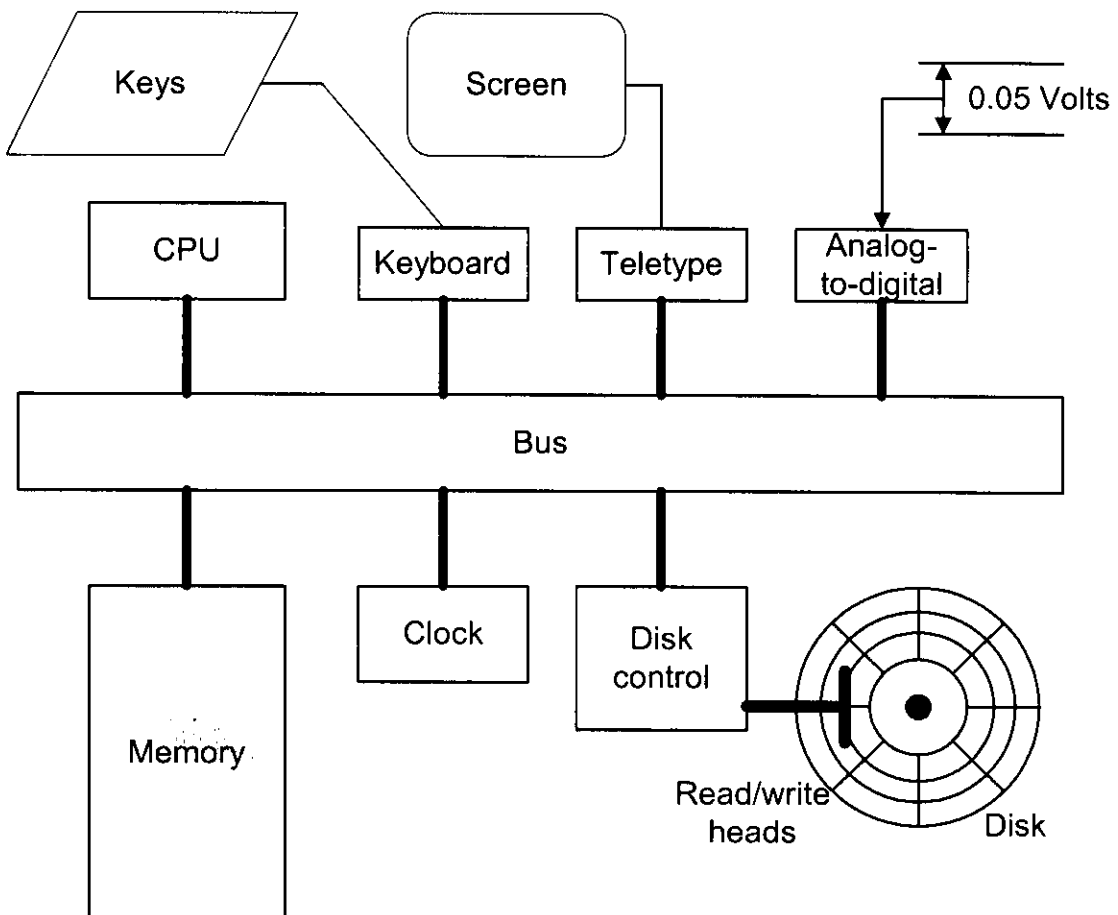 Keys
Screen
0.05 Volts
CPU
Keyboard
Teletype
Analog-
to-digital
Bus
Clock
Disk
control
Memory
Read/write
heads
Disk